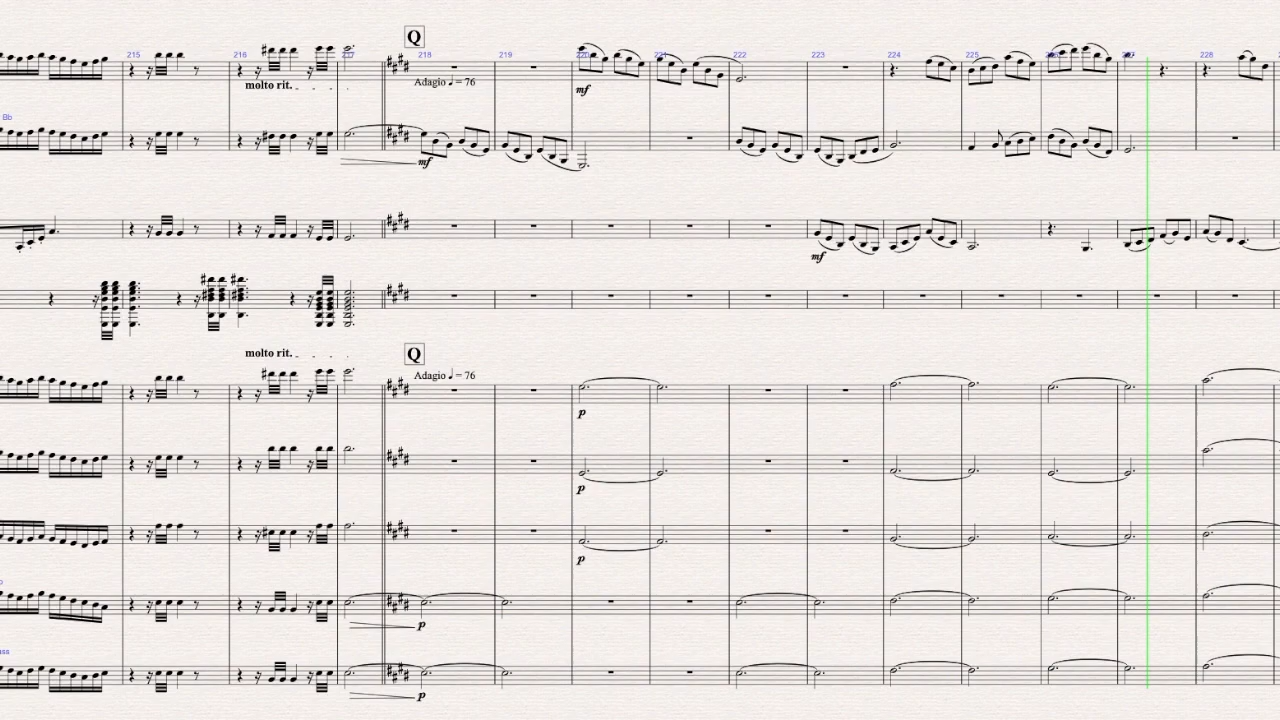 Q
215 216 217 218 219 220 221 222 223 224 225 226 227 228
Adagio ♩ = 76
molto rit.
mf
Bb
mf
mf
molto rit.
Q
Adagio ♩ = 76
p
p
p
p
p